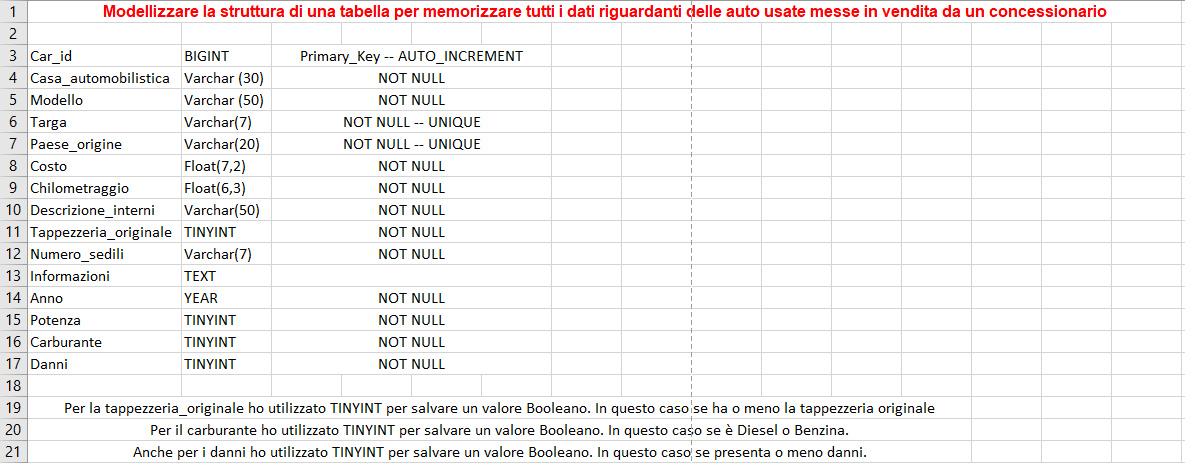 1 Modellizzare la struttura di una tabella per memorizzare tutti i dati riguardanti delle auto usate messe in vendita da un concessionario
2
3 Car_id BIGINT Primary_Key -- AUTO_INCREMENT
4 Casa_automobilistica Varchar (30) NOT NULL
5 Modello Varchar (50) NOT NULL
6 Targa Varchar(7) NOT NULL -- UNIQUE
7 Paese_origine Varchar(20) NOT NULL -- UNIQUE
8 Costo Float(7,2) NOT NULL
9 Chilometraggio Float(6,3) NOT NULL
10 Descrizione_interni Varchar(50) NOT NULL
11 Tappezzeria_originale TINYINT NOT NULL
12 Numero_sedili Varchar(7) NOT NULL
13 Informazioni TEXT
14 Anno YEAR NOT NULL
15 Potenza TINYINT NOT NULL
16 Carburante TINYINT NOT NULL
17 Danni TINYINT NOT NULL
18
19 Per la tappezzeria_originale ho utilizzato TINYINT per salvare un valore Booleano. In questo caso se ha o meno la tappezzeria originale
20 Per il carburante ho utilizzato TINYINT per salvare un valore Booleano. In questo caso se è Diesel o Benzina.
21 Anche per i danni ho utilizzato TINYINT per salvare un valore Booleano. In questo caso se presenta o meno danni.